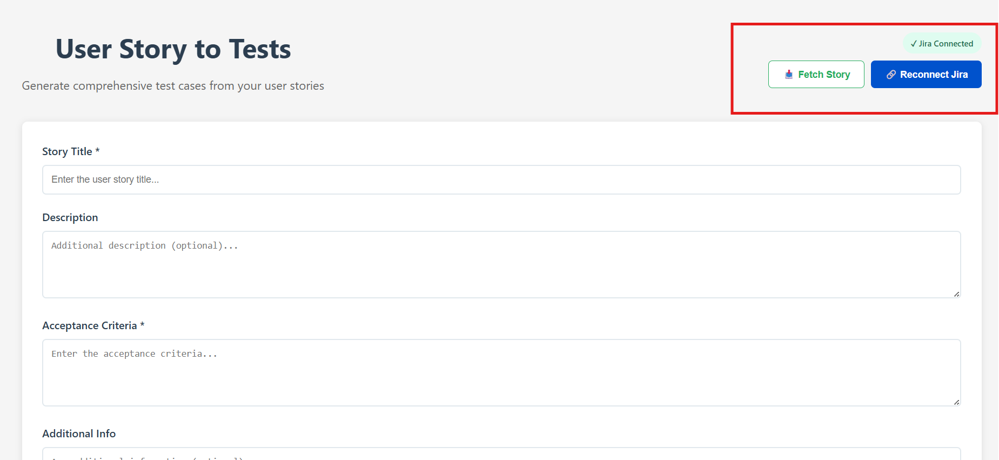 User Story to Tests
Generate comprehensive test cases from your user stories
✓ Jira Connected
Fetch Story
Reconnect Jira
Story Title *
Enter the user story title...
Description
Additional description (optional)...
Acceptance Criteria *
Enter the acceptance criteria...
Additional Info